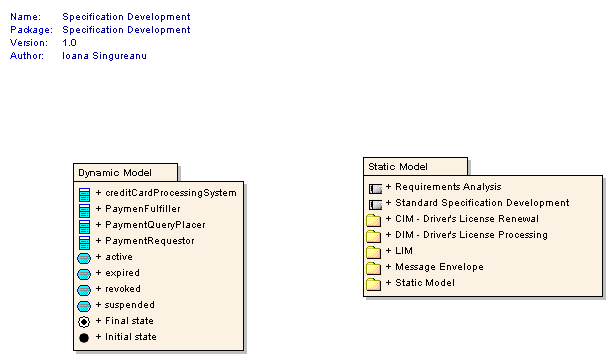 Name: Specification Development
Package: Specification Development
Version: 1.0
Author: Ioana Singureanu
Dynamic Model
+ creditCardProcessingSystem
+ PaymenFulfiller
+ PaymentQueryPlacer
+ PaymentRequestor
+ active
+ expired
+ revoked
+ suspended
+ Final state
+ Initial state
Static Model
+ Requirements Analysis
+ Standard Specification Development
+ CIM - Driver's License Renewal
+ DIM - Driver's License Processing
+ LIM
+ Message Envelope
+ Static Model